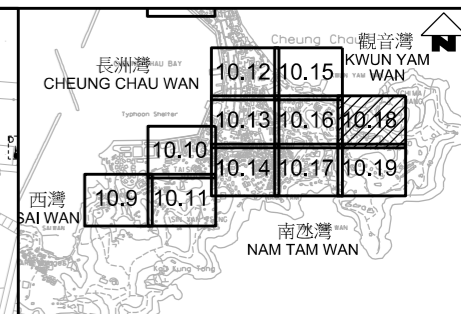 Cheung Chau
觀音灣
KWUN YAM
WAN
N
長洲灣
CHEUNG CHAU WAN
10.12
10.15
Typhoon Shelter
10.13
10.16
10.18
10.10
10.14
10.17
10.19
10.9
10.11
西灣
SAI WAN
南氹灣
NAM TAM WAN